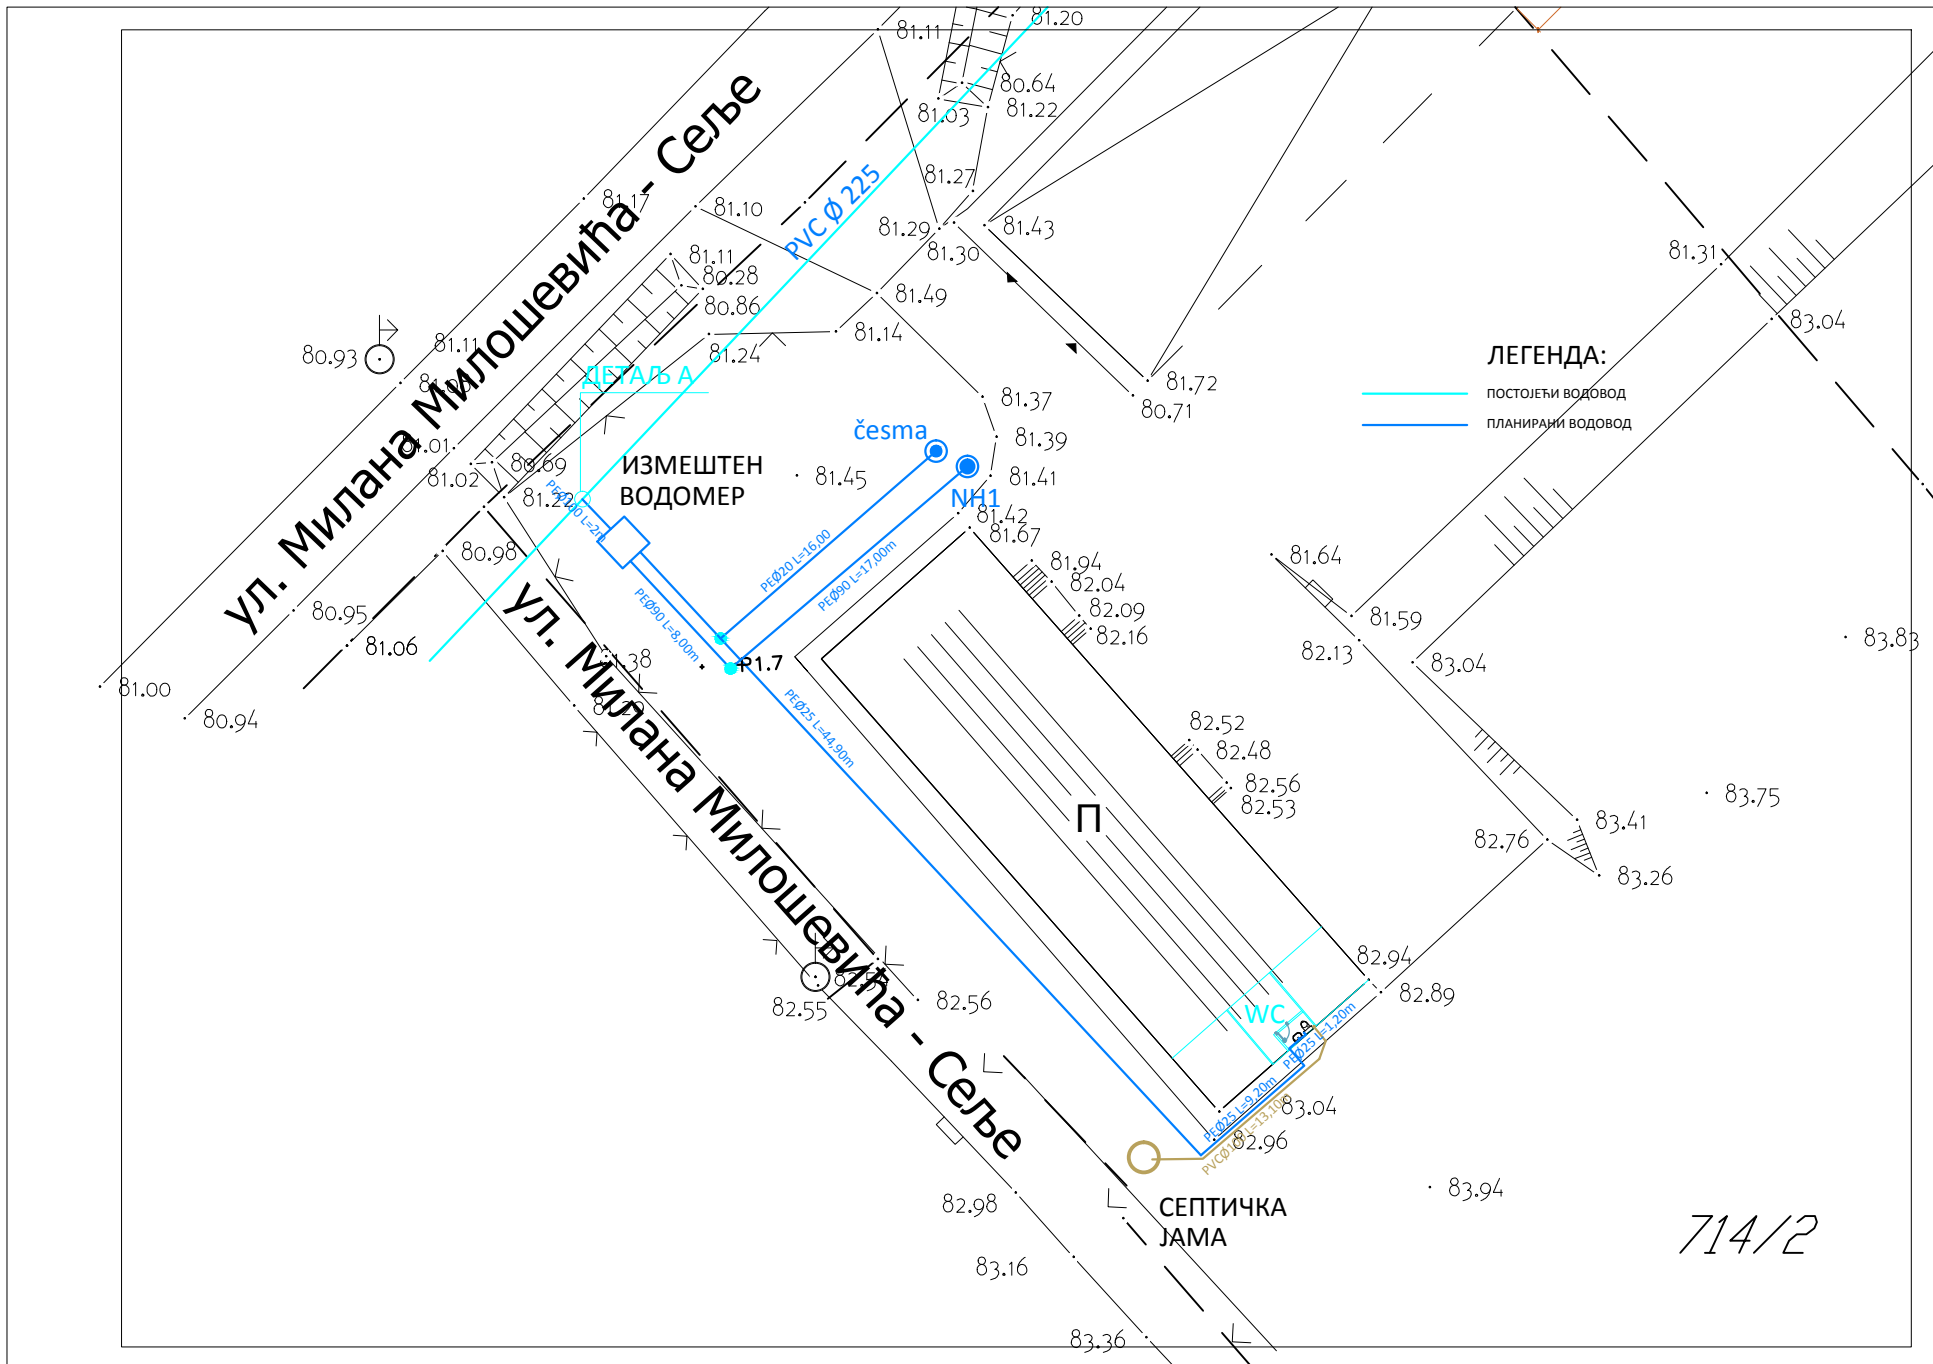 81.11
81.20
80.64
81.03
81.22
ул. Милана Милошевића - Сеље
81.17
81.10
81.27
PVC Ø 225
81.29
81.43
81.30
81.31
81.11
80.28
80.86
81.49
83.04
81.14
80.93
81.11
81.24
ЛЕГЕНДА:
ДЕТАЉ А
81.72
80.71
ПОСТОЈЕЋИ ВОДОВОД
81.37
ПЛАНИРАНИ ВОДОВОД
česma
81.39
81.01
80.69
ИЗМЕШТЕН
ВОДОМЕР
81.45
81.41
81.02
81.22
NH1
81.42
81.67
PEØ100 L=2m
80.98
PEØ20 L=16,00
PEØ90 L=17,00m
81.94
82.04
81.64
82.09
82.16
81.59
80.95
81.06
PEØ90 L=8,00m
P1.7
82.13
83.04
83.83
81.38
81.00
80.94
ул. Милана Милошевића - Сеље
PEØ25 L=44,90m
82.52
82.48
82.56
82.53
83.75
П
83.41
82.76
83.26
82.94
82.89
82.55
82.56
WC
PEØ25 L=1,20m
PEØ25 L=9,20m
83.04
82.96
83.94
82.98
СЕПТИЧКА
ЈАМА
714/2
83.16
83.36